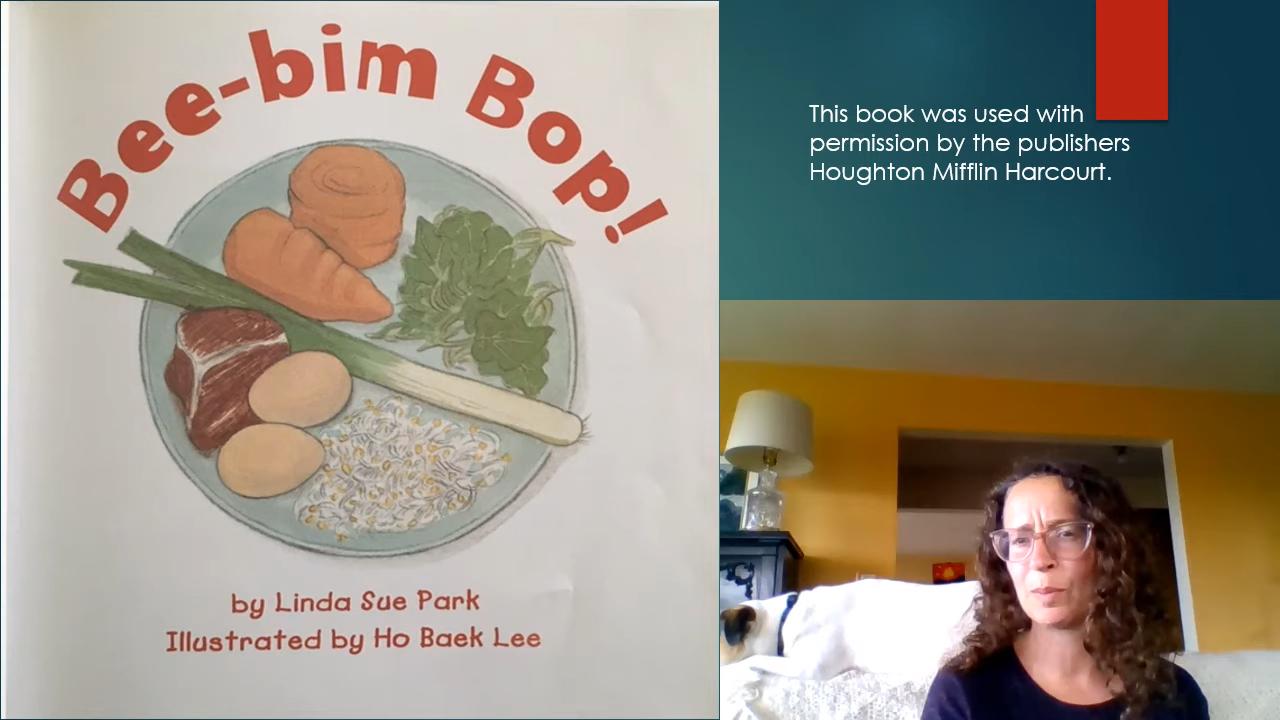 Bee-bim Bop!
by Linda Sue Park
Illustrated by Ho Baek Lee
This book was used with
permission by the publishers
Houghton Mifflin Harcourt.